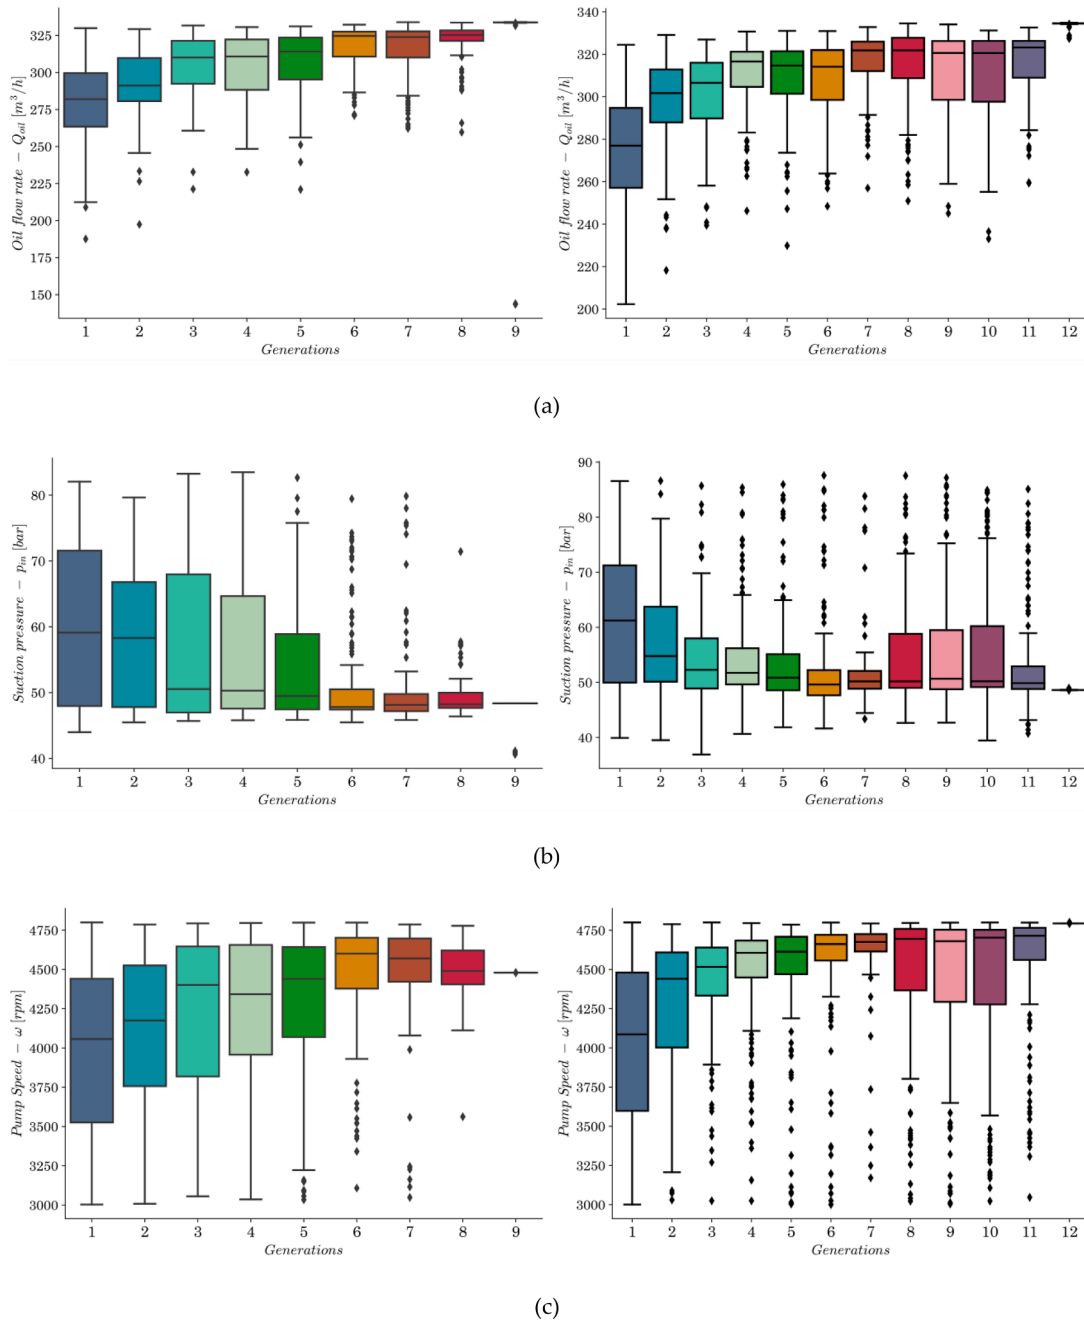 Oil flow rate − Q_oil [m³/h]
325
300
275
250
225
200
175
150
1 2 3 4 5 6 7 8 9
Generations
Oil flow rate − Q_oil [m³/h]
340
320
300
280
260
240
220
200
1 2 3 4 5 6 7 8 9 10 11 12
Generations
(a)
Suction pressure − p_in [bar]
80
70
60
50
40
1 2 3 4 5 6 7 8 9
Generations
Suction pressure − p_in [bar]
90
80
70
60
50
40
1 2 3 4 5 6 7 8 9 10 11 12
Generations
(b)
Pump Speed − ω [rpm]
4750
4500
4250
4000
3750
3500
3250
3000
1 2 3 4 5 6 7 8 9
Generations
Pump Speed − ω [rpm]
4750
4500
4250
4000
3750
3500
3250
3000
1 2 3 4 5 6 7 8 9 10 11 12
Generations
(c)